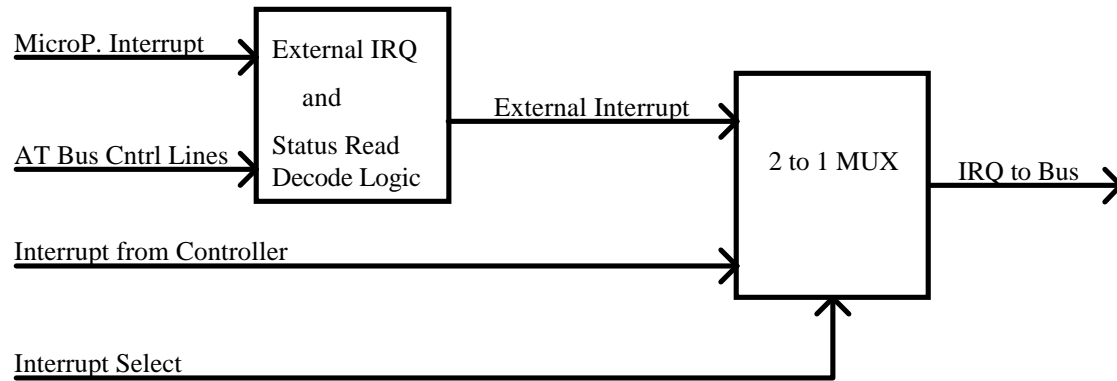 MicroP. Interrupt
AT Bus Cntrl Lines
External IRQ
and
Status Read
Decode Logic
External Interrupt
2 to 1 MUX
IRQ to Bus
Interrupt from Controller
Interrupt Select